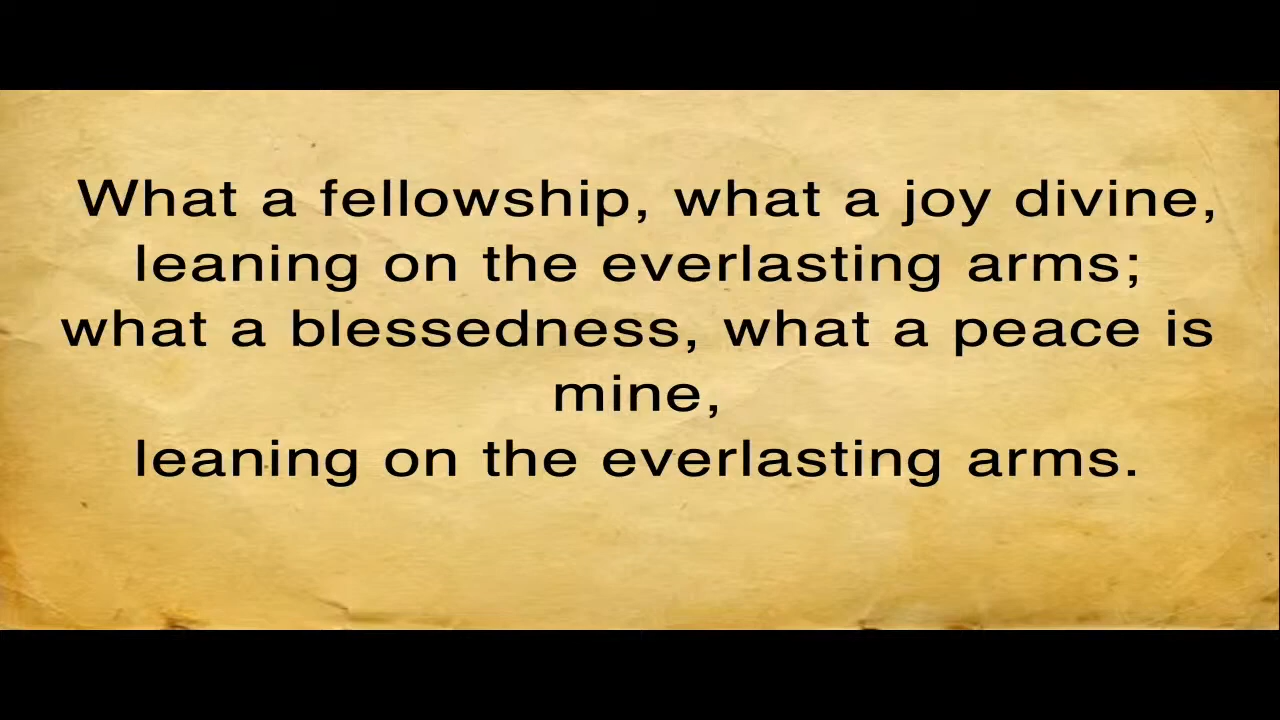 What a fellowship, what a joy divine,
leaning on the everlasting arms;
what a blessedness, what a peace is
mine,
leaning on the everlasting arms.